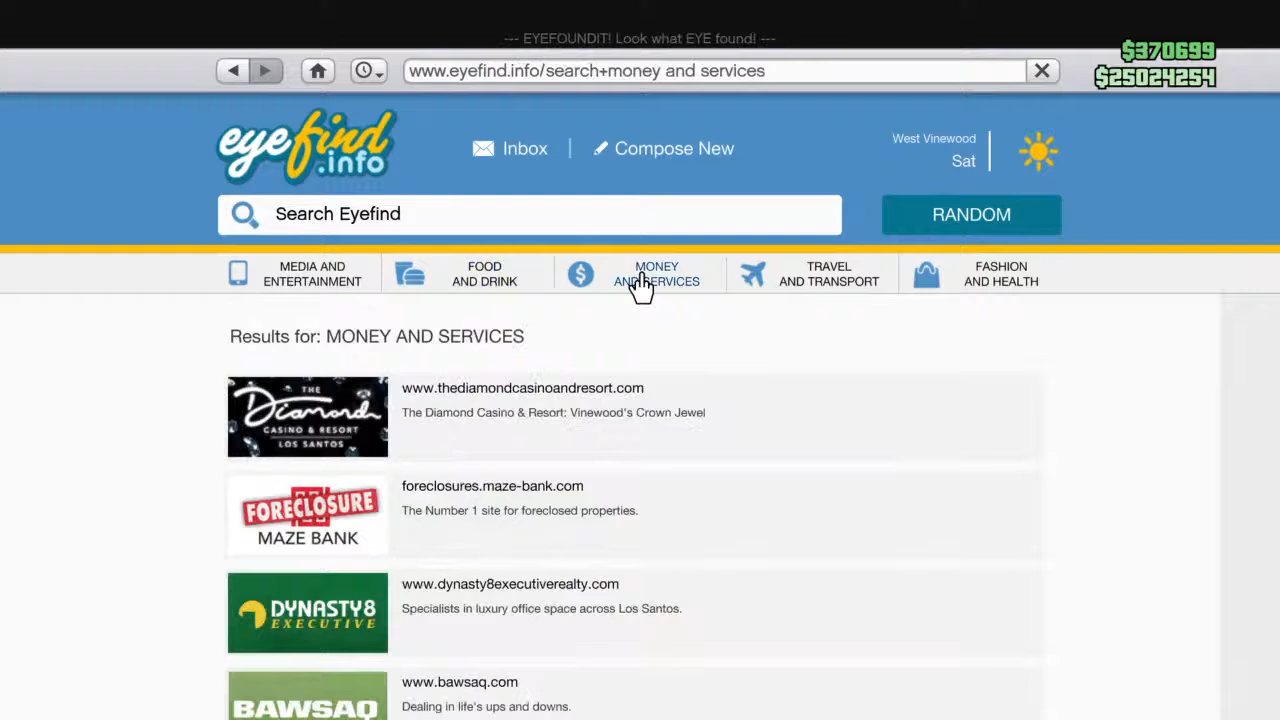 --- EYEFOUNDIT! Look what EYE found! ---
$370699
www.eyefind.info/search+money and services
$25024254
eyefind
.info
Inbox
Compose New
West Vinewood
Sat
Search Eyefind
RANDOM
MEDIA AND
ENTERTAINMENT
FOOD
AND DRINK
MONEY
AND SERVICES
TRAVEL
AND TRANSPORT
FASHION
AND HEALTH
Results for: MONEY AND SERVICES
THE
Diamond
CASINO & RESORT
LOS SANTOS
www.thediamondcasinoandresort.com
The Diamond Casino & Resort: Vinewood's Crown Jewel
FORECLOSURE
MAZE BANK
foreclosures.maze-bank.com
The Number 1 site for foreclosed properties.
DYNASTY8
EXECUTIVE
www.dynasty8executiverealty.com
Specialists in luxury office space across Los Santos.
BAWSAQ
www.bawsaq.com
Dealing in life's ups and downs.